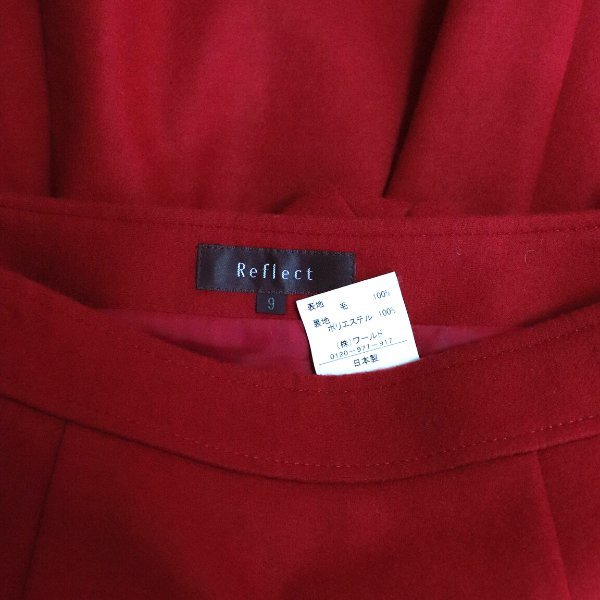 Reflect
9
表地 毛 100%
裏地 ポリエステル 100%
(株)ワールド
0120-977-917
日本製